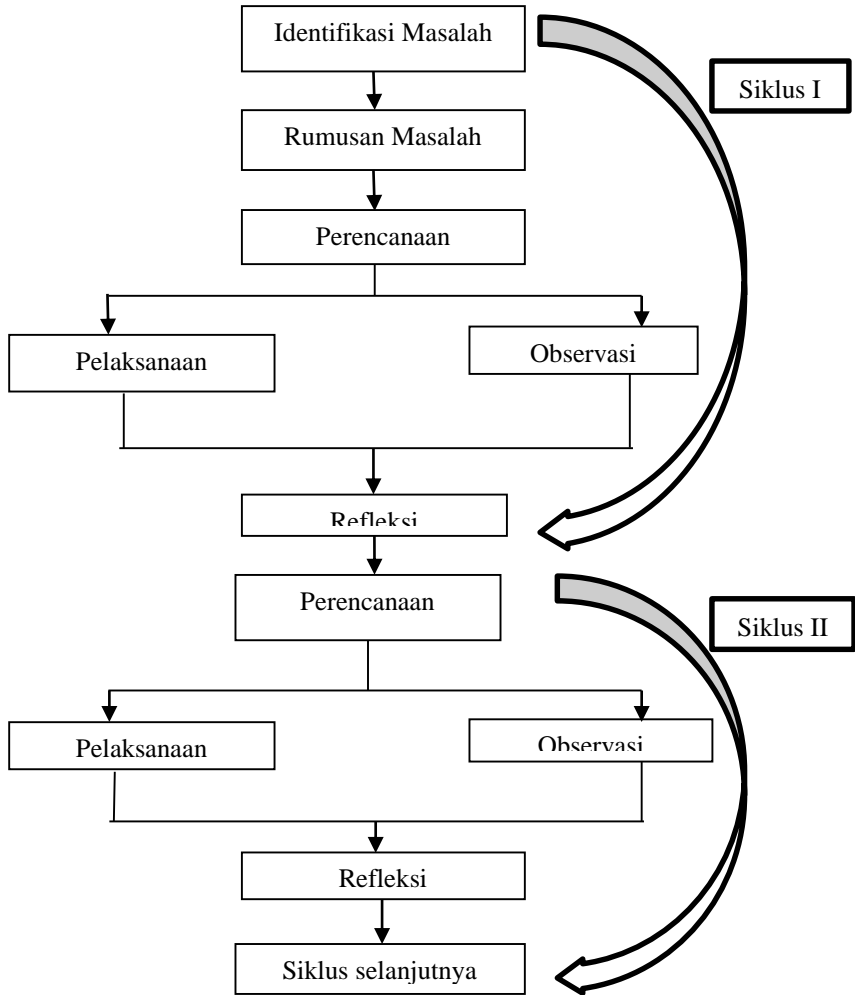 Identifikasi Masalah
Siklus I
Rumusan Masalah
Perencanaan
Pelaksanaan
Observasi
Refleksi
Perencanaan
Siklus II
Pelaksanaan
Observasi
Refleksi
Siklus selanjutnya